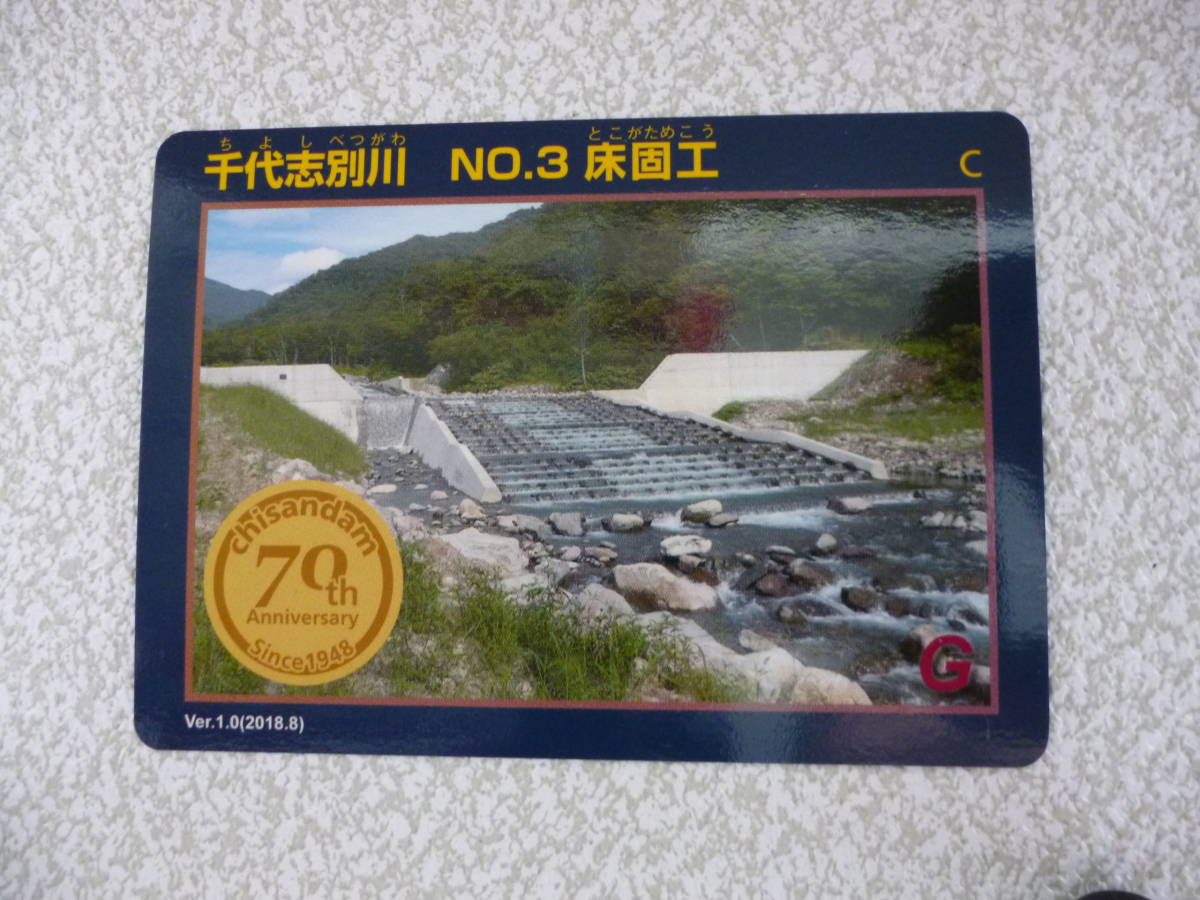 ちよしべつがわ とこがためこう
千代志別川 NO.3 床固工 C
chisandam
70th
Anniversary
Since1948
G
Ver.1.0(2018.8)